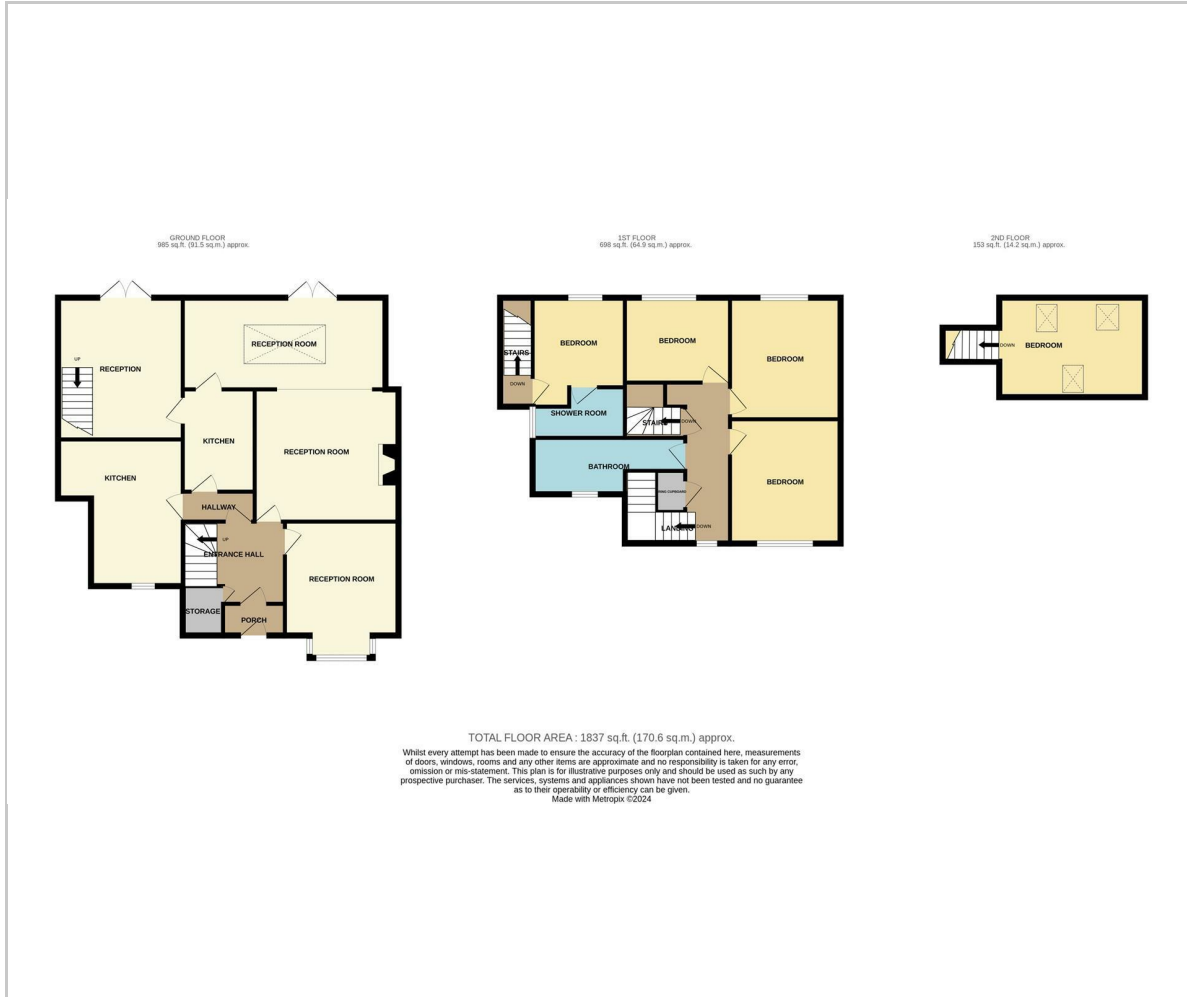 GROUND FLOOR
985 sq.ft. (91.5 sq.m.) approx.
UP
RECEPTION
RECEPTION ROOM
KITCHEN
RECEPTION ROOM
KITCHEN
HALLWAY
UP
ENTRANCE HALL
RECEPTION ROOM
STORAGE
PORCH
1ST FLOOR
698 sq.ft. (64.9 sq.m.) approx.
STAIRS
DOWN
BEDROOM
BEDROOM
BEDROOM
SHOWER ROOM
STAIRS
DOWN
BATHROOM
CUPBOARD
BEDROOM
LANDING
DOWN
2ND FLOOR
153 sq.ft. (14.2 sq.m.) approx.
DOWN
BEDROOM
TOTAL FLOOR AREA : 1837 sq.ft. (170.6 sq.m.) approx.
Whilst every attempt has been made to ensure the accuracy of the floorplan contained here, measurements
of doors, windows, rooms and any other items are approximate and no responsibility is taken for any error,
omission or mis-statement. This plan is for illustrative purposes only and should be used as such by any
prospective purchaser. The services, systems and appliances shown have not been tested and no guarantee
as to their operability or efficiency can be given.
Made with Metropix ©2024